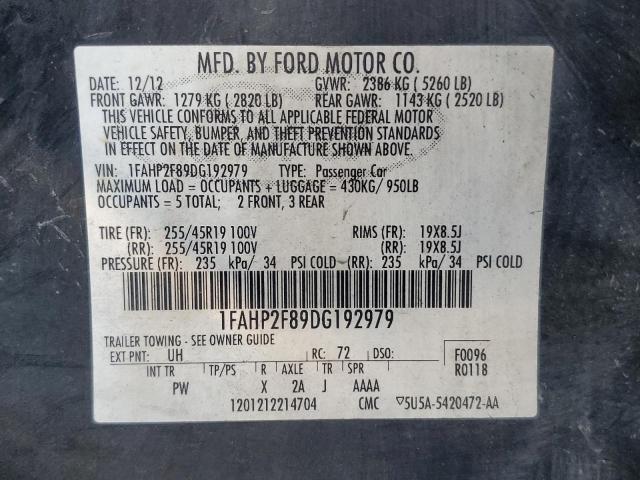 MFD. BY FORD MOTOR CO.
DATE: 12/12 GVWR: 2386 KG ( 5260 LB)
FRONT GAWR: 1279 KG ( 2820 LB) REAR GAWR: 1143 KG ( 2520 LB)
THIS VEHICLE CONFORMS TO ALL APPLICABLE FEDERAL MOTOR
VEHICLE SAFETY, BUMPER, AND THEFT PREVENTION STANDARDS
IN EFFECT ON THE DATE OF MANUFACTURE SHOWN ABOVE.
VIN: 1FAHP2F89DG192979 TYPE: Passenger Car
MAXIMUM LOAD = OCCUPANTS + LUGGAGE = 430KG/ 950LB
OCCUPANTS = 5 TOTAL; 2 FRONT, 3 REAR
TIRE (FR): 255/45R19 100V RIMS (FR): 19X8.5J
(RR): 255/45R19 100V (RR): 19X8.5J
PRESSURE (FR): 235 kPa/ 34 PSI COLD (RR): 235 kPa/ 34 PSI COLD
1FAHP2F89DG192979
TRAILER TOWING - SEE OWNER GUIDE
EXT PNT: UH RC: 72 DSO: F0096
INT TR TP/PS R AXLE TR SPR R0118
PW X 2A J AAAA
1201212214704 CMC ▽5U5A-5420472-AA